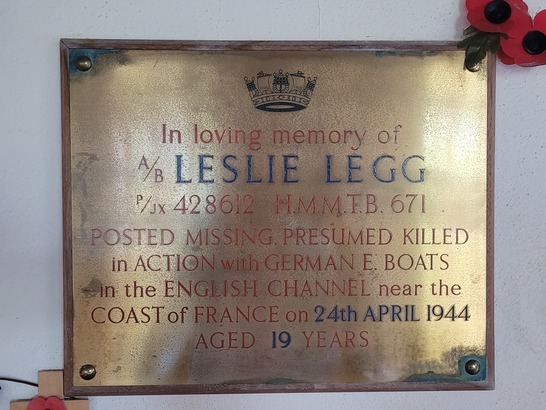 In loving memory of
A/B LESLIE LEGG
P/JX 428612 H.M.M.T.B. 671
POSTED MISSING, PRESUMED KILLED
in ACTION with GERMAN E. BOATS
in the ENGLISH CHANNEL near the
COAST of FRANCE on 24th APRIL 1944
AGED 19 YEARS